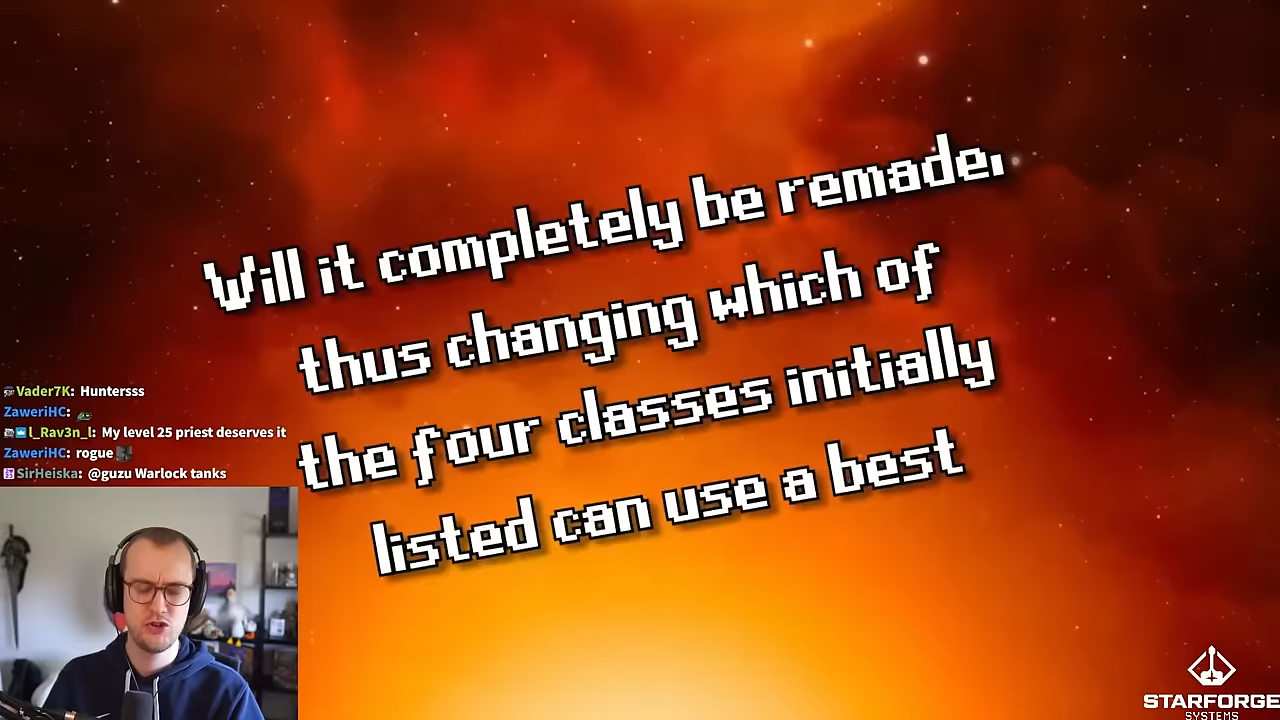 Will it completely be remade,
thus changing which of
the four classes initially
listed can use a best
Vader7K: Huntersss
ZaweriHC:
l_Rav3n_l: My level 25 priest deserves it
ZaweriHC: rogue
SirHeiska: @guzu Warlock tanks
STARFORGE
SYSTEMS